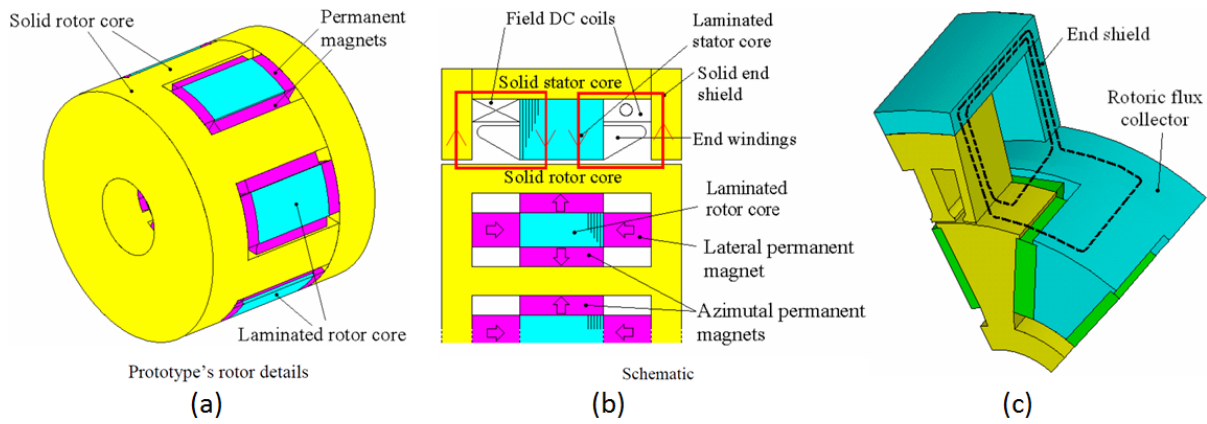 Solid rotor core
Permanent
magnets
Laminated rotor core
Prototype's rotor details
(a)
Field DC coils
Laminated
stator core
Solid stator core
Solid end
shield
End windings
Solid rotor core
Laminated
rotor core
Lateral permanent
magnet
Azimutal permanent
magnets
Schematic
(b)
End shield
Rotoric flux
collector
(c)